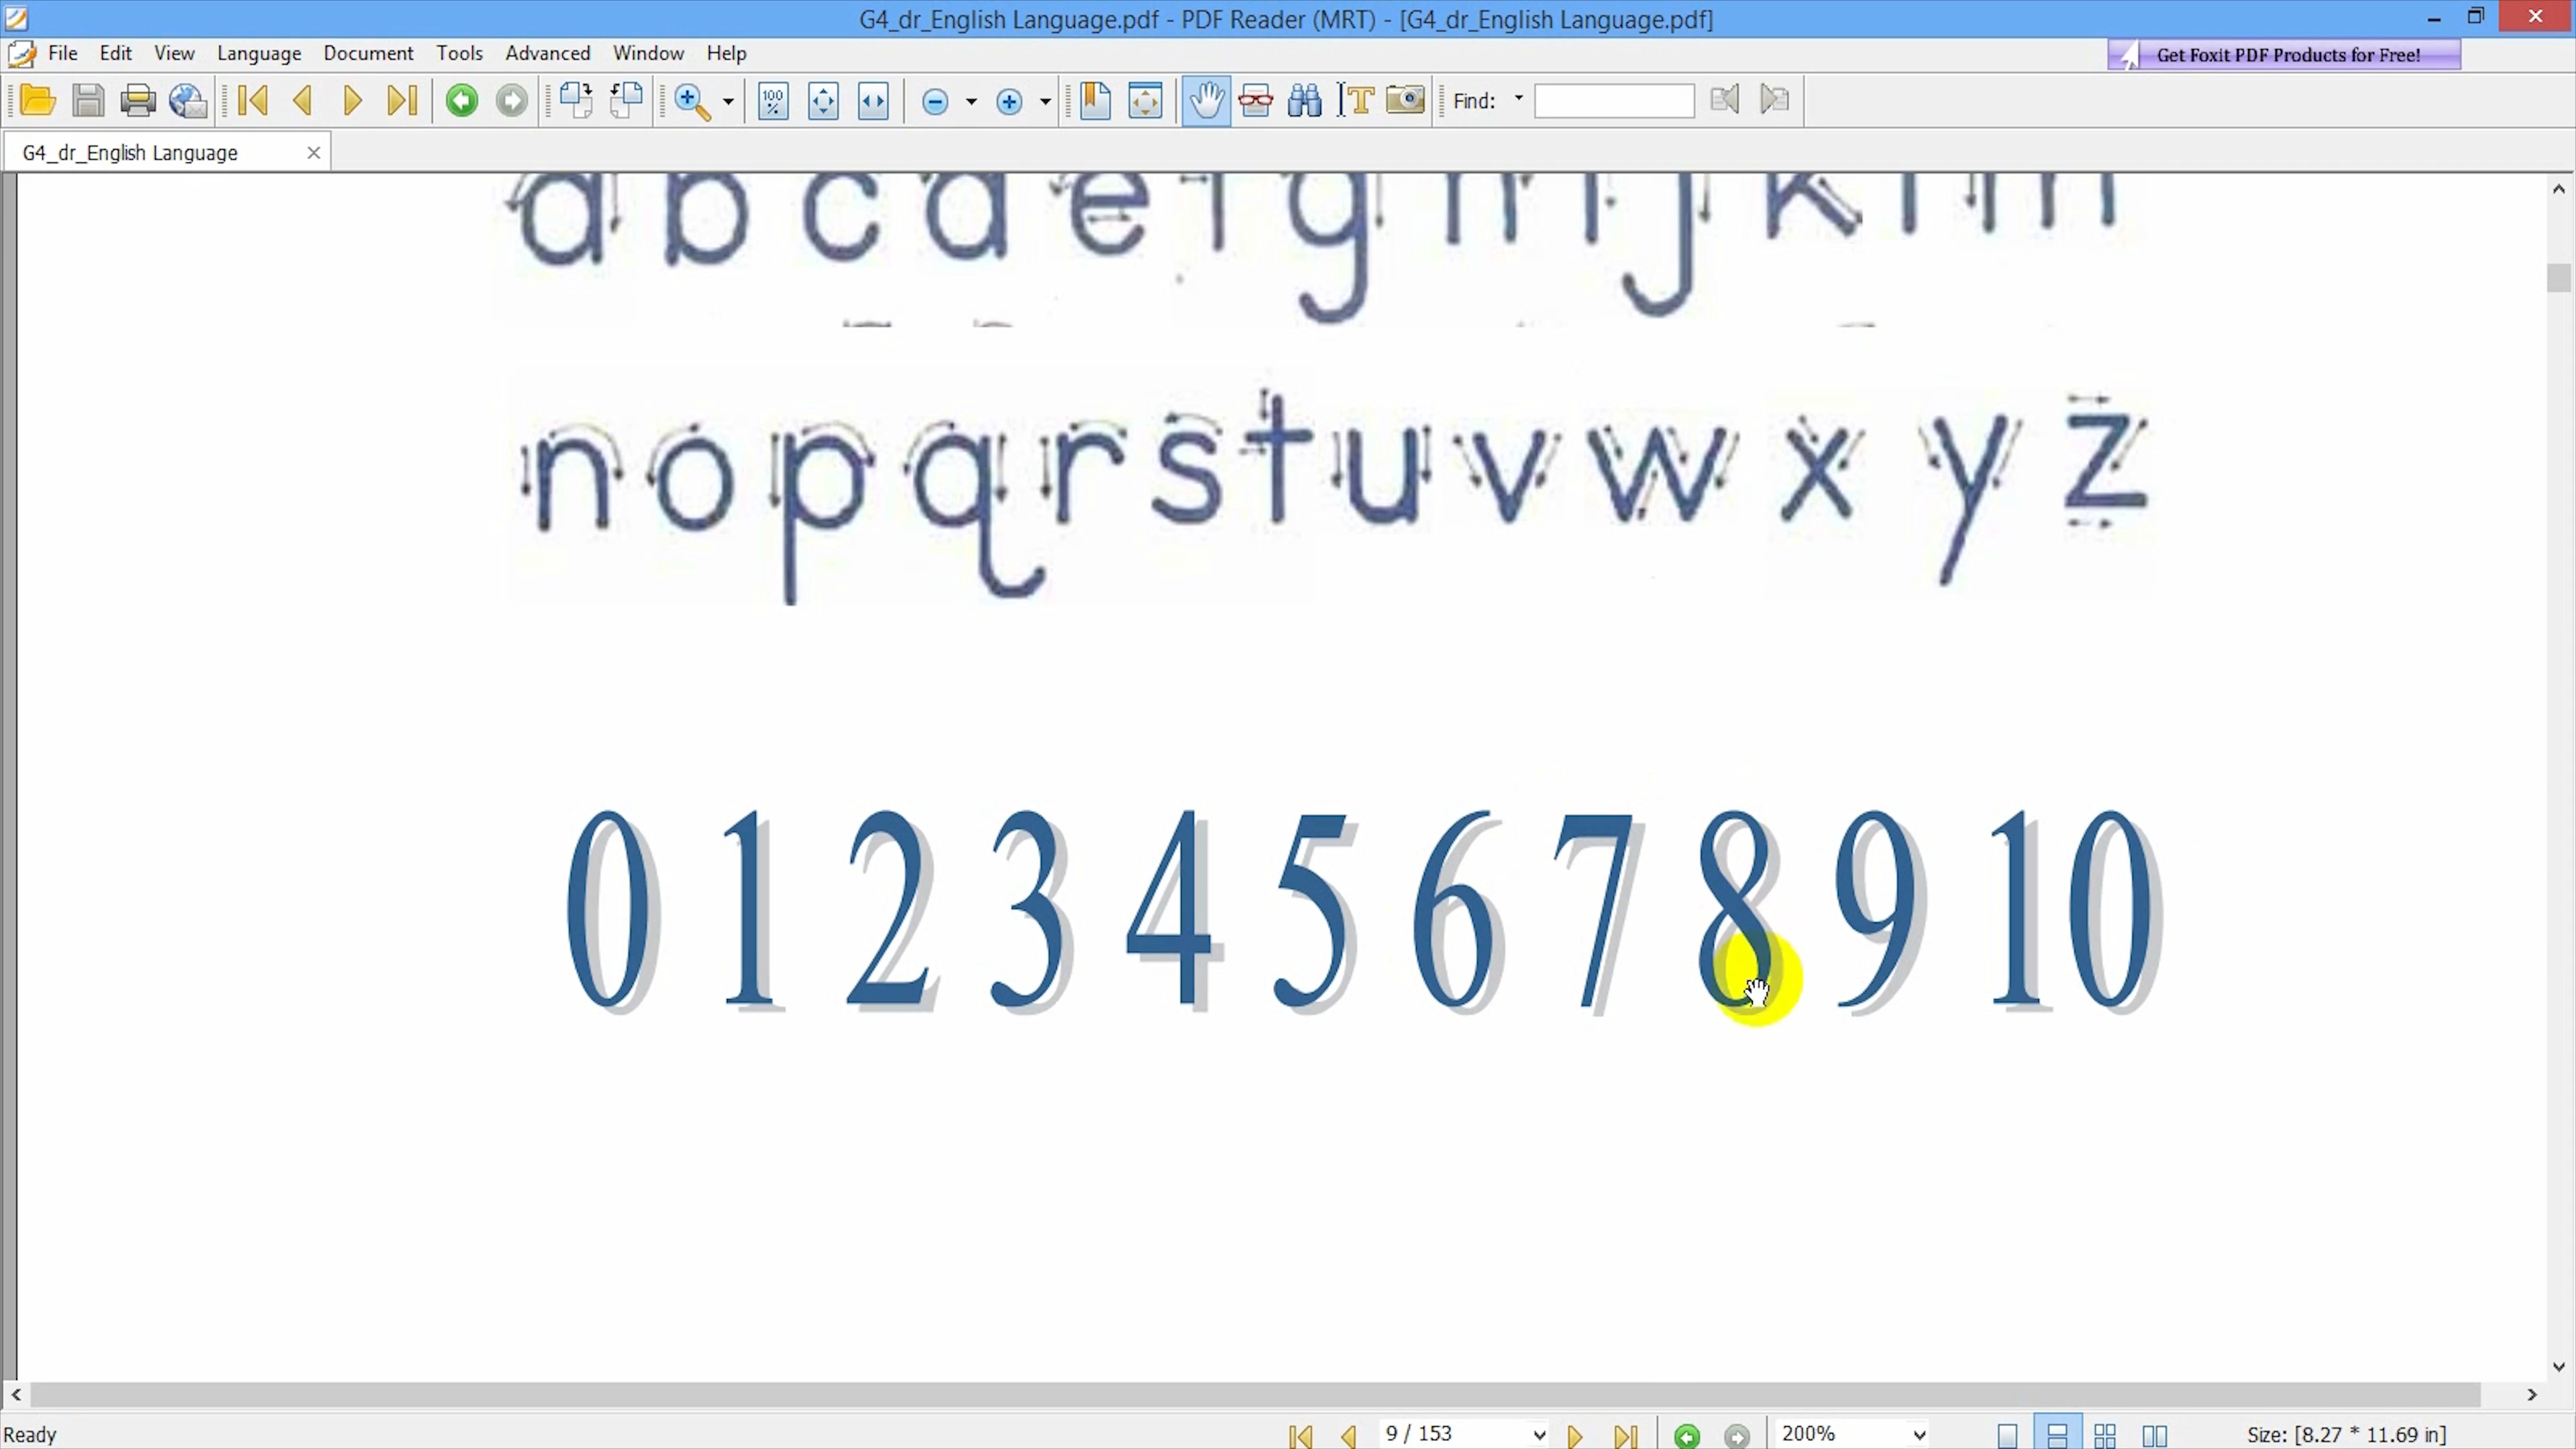 G4_dr_English Language.pdf - PDF Reader (MRT) - [G4_dr_English Language.pdf]
File Edit View Language Document Tools Advanced Window Help
Get Foxit PDF Products for Free!
100 %
Find:
G4_dr_English Language
a b c d e f g h i j k l m
n o p q r s t u v w x y z
0 1 2 3 4 5 6 7 8 9 10
Ready
9 / 153
200%
Size: [8.27 * 11.69 in]